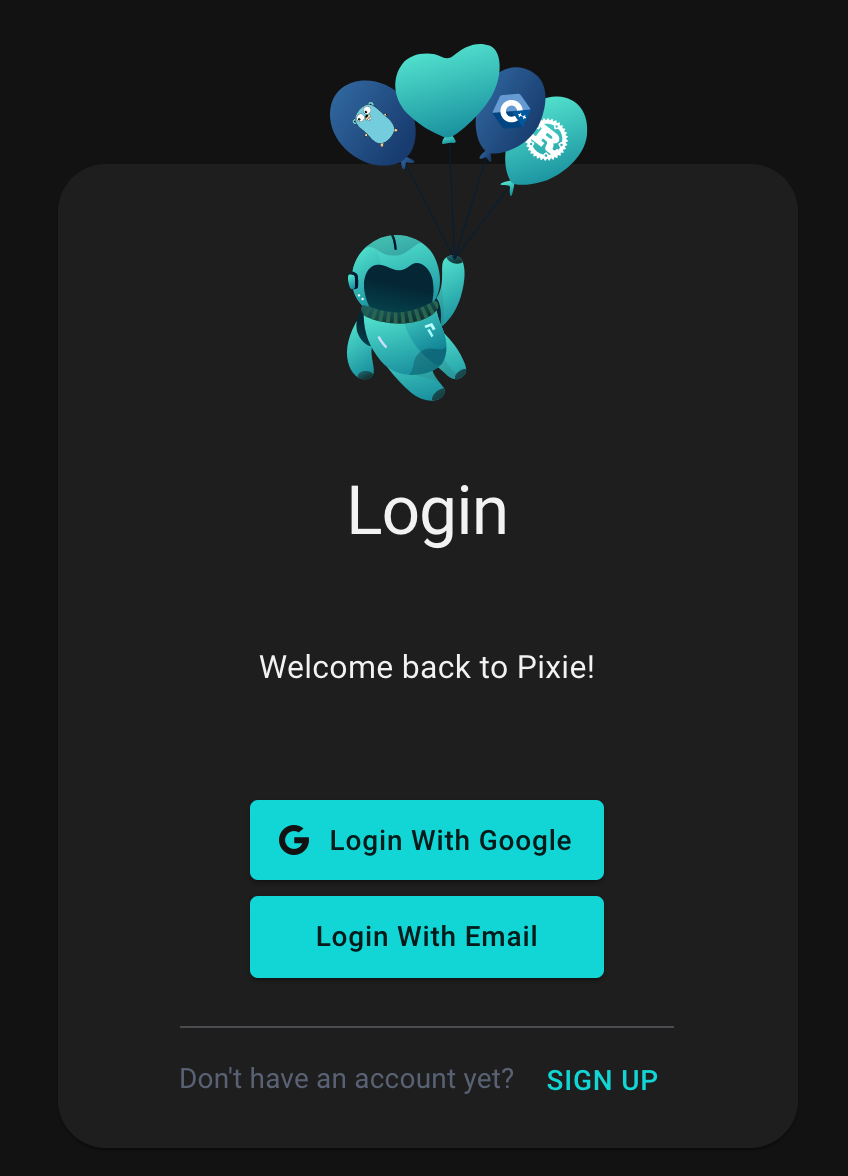 Login
Welcome back to Pixie!
Login With Google
Login With Email
Don't have an account yet? SIGN UP